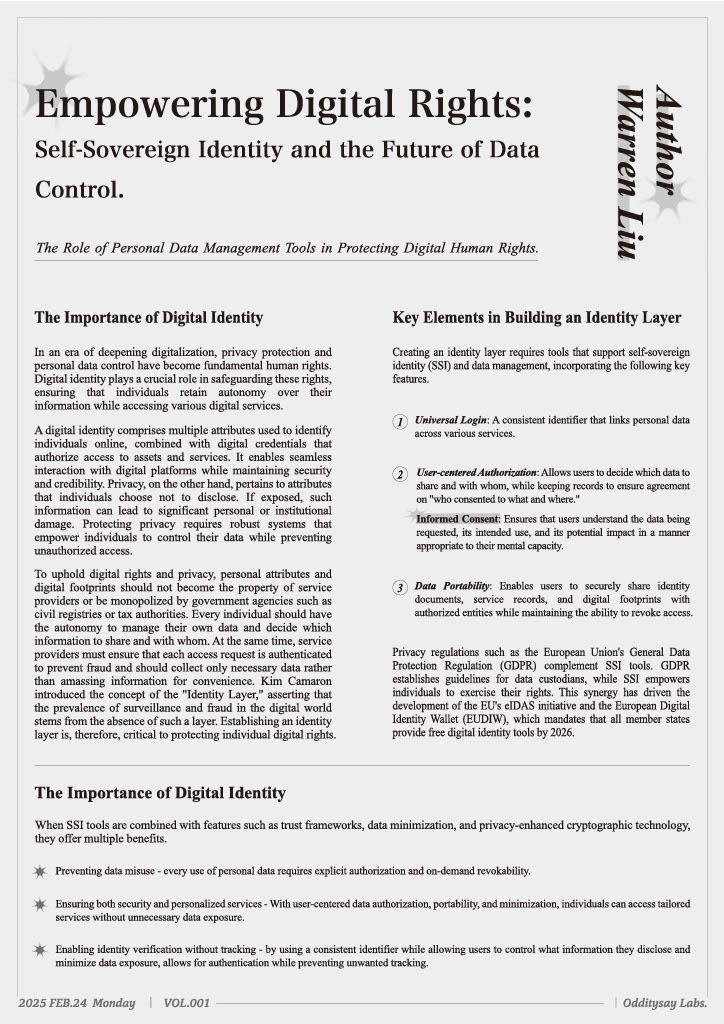 Empowering Digital Rights:
Self-Sovereign Identity and the Future of Data
Control.
The Role of Personal Data Management Tools in Protecting Digital Human Rights.
Author
Warren Liu
The Importance of Digital Identity
In an era of deepening digitalization, privacy protection and
personal data control have become fundamental human rights.
Digital identity plays a crucial role in safeguarding these rights,
ensuring that individuals retain autonomy over their
information while accessing various digital services.
A digital identity comprises multiple attributes used to identify
individuals online, combined with digital credentials that
authorize access to assets and services. It enables seamless
interaction with digital platforms while maintaining security
and credibility. Privacy, on the other hand, pertains to attributes
that individuals choose not to disclose. If exposed, such
information can lead to significant personal or institutional
damage. Protecting privacy requires robust systems that
empower individuals to control their data while preventing
unauthorized access.
To uphold digital rights and privacy, personal attributes and
digital footprints should not become the property of service
providers or be monopolized by government agencies such as
civil registries or tax authorities. Every individual should have
the autonomy to manage their own data and decide which
information to share and with whom. At the same time, service
providers must ensure that each access request is authenticated
to prevent fraud and should collect only necessary data rather
than amassing information for convenience. Kim Camaron
introduced the concept of the "Identity Layer," asserting that
the prevalence of surveillance and fraud in the digital world
stems from the absence of such a layer. Establishing an identity
layer is, therefore, critical to protecting individual digital rights.
Key Elements in Building an Identity Layer
Creating an identity layer requires tools that support self-sovereign
identity (SSI) and data management, incorporating the following key
features.
1 Universal Login: A consistent identifier that links personal data
across various services.
2 User-centered Authorization: Allows users to decide which data to
share and with whom, while keeping records to ensure agreement
on "who consented to what and where."
Informed Consent: Ensures that users understand the data being
requested, its intended use, and its potential impact in a manner
appropriate to their mental capacity.
3 Data Portability: Enables users to securely share identity
documents, service records, and digital footprints with
authorized entities while maintaining the ability to revoke access.
Privacy regulations such as the European Union's General Data
Protection Regulation (GDPR) complement SSI tools. GDPR
establishes guidelines for data custodians, while SSI empowers
individuals to exercise their rights. This synergy has driven the
development of the EU's eIDAS initiative and the European Digital
Identity Wallet (EUDIW), which mandates that all member states
provide free digital identity tools by 2026.
The Importance of Digital Identity
When SSI tools are combined with features such as trust frameworks, data minimization, and privacy-enhanced cryptographic technology,
they offer multiple benefits.
Preventing data misuse - every use of personal data requires explicit authorization and on-demand revokability.
Ensuring both security and personalized services - With user-centered data authorization, portability, and minimization, individuals can access tailored
services without unnecessary data exposure.
Enabling identity verification without tracking - by using a consistent identifier while allowing users to control what information they disclose and
minimize data exposure, allows for authentication while preventing unwanted tracking.
2025 FEB.24 Monday | VOL.001 | Odditysay Labs.